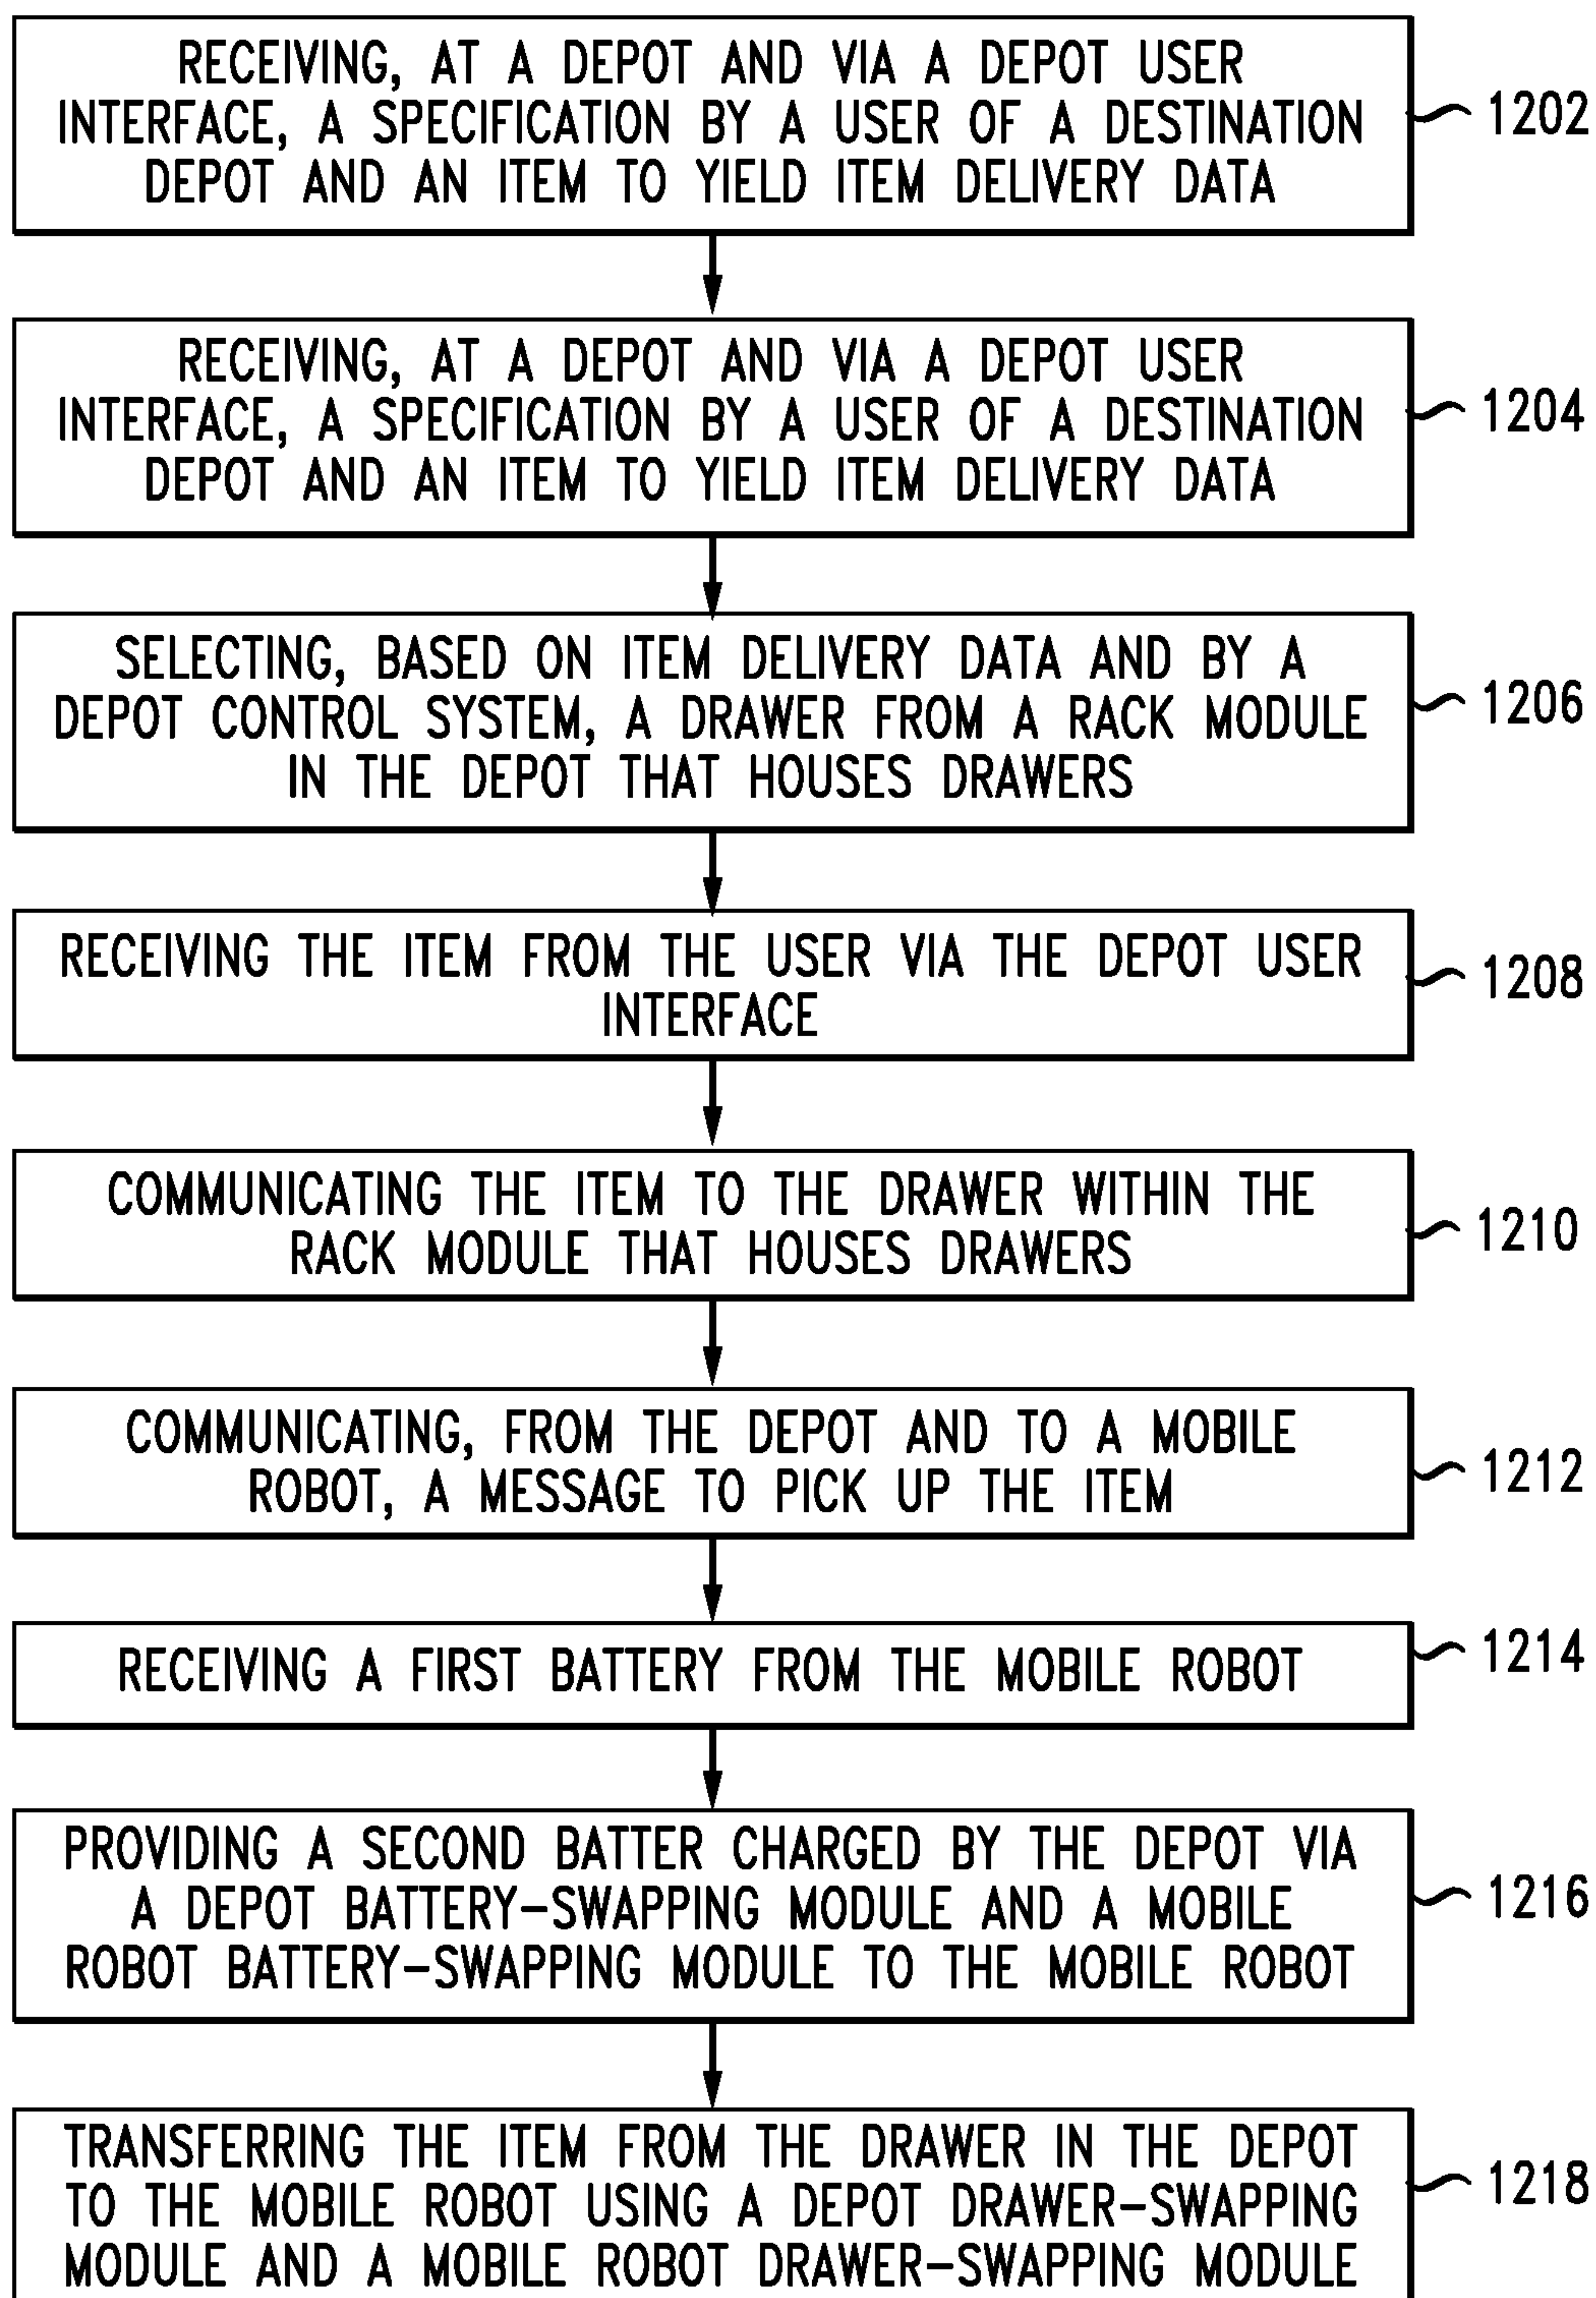 RECEIVING, AT A DEPOT AND VIA A DEPOT USER
INTERFACE, A SPECIFICATION BY A USER OF A DESTINATION
DEPOT AND AN ITEM TO YIELD ITEM DELIVERY DATA
1202
RECEIVING, AT A DEPOT AND VIA A DEPOT USER
INTERFACE, A SPECIFICATION BY A USER OF A DESTINATION
DEPOT AND AN ITEM TO YIELD ITEM DELIVERY DATA
1204
SELECTING, BASED ON ITEM DELIVERY DATA AND BY A
DEPOT CONTROL SYSTEM, A DRAWER FROM A RACK MODULE
IN THE DEPOT THAT HOUSES DRAWERS
1206
RECEIVING THE ITEM FROM THE USER VIA THE DEPOT USER
INTERFACE
1208
COMMUNICATING THE ITEM TO THE DRAWER WITHIN THE
RACK MODULE THAT HOUSES DRAWERS
1210
COMMUNICATING, FROM THE DEPOT AND TO A MOBILE
ROBOT, A MESSAGE TO PICK UP THE ITEM
1212
RECEIVING A FIRST BATTERY FROM THE MOBILE ROBOT
1214
PROVIDING A SECOND BATTER CHARGED BY THE DEPOT VIA
A DEPOT BATTERY-SWAPPING MODULE AND A MOBILE
ROBOT BATTERY-SWAPPING MODULE TO THE MOBILE ROBOT
1216
TRANSFERRING THE ITEM FROM THE DRAWER IN THE DEPOT
TO THE MOBILE ROBOT USING A DEPOT DRAWER-SWAPPING
MODULE AND A MOBILE ROBOT DRAWER-SWAPPING MODULE
1218